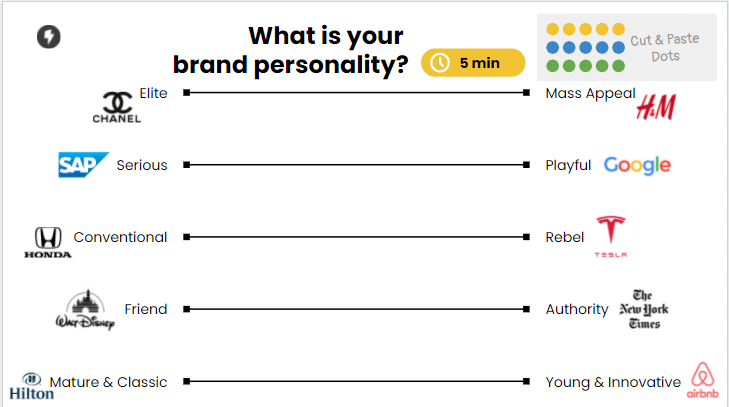 What is your
brand personality?
5 min
Cut & Paste
Dots
Elite
CHANEL
Mass Appeal
H&M
SAP
Serious
Playful
Google
HONDA
Conventional
Rebel
TESLA
WALT DISNEY
Friend
Authority
The
New York
Times
Hilton
Mature & Classic
Young & Innovative
airbnb